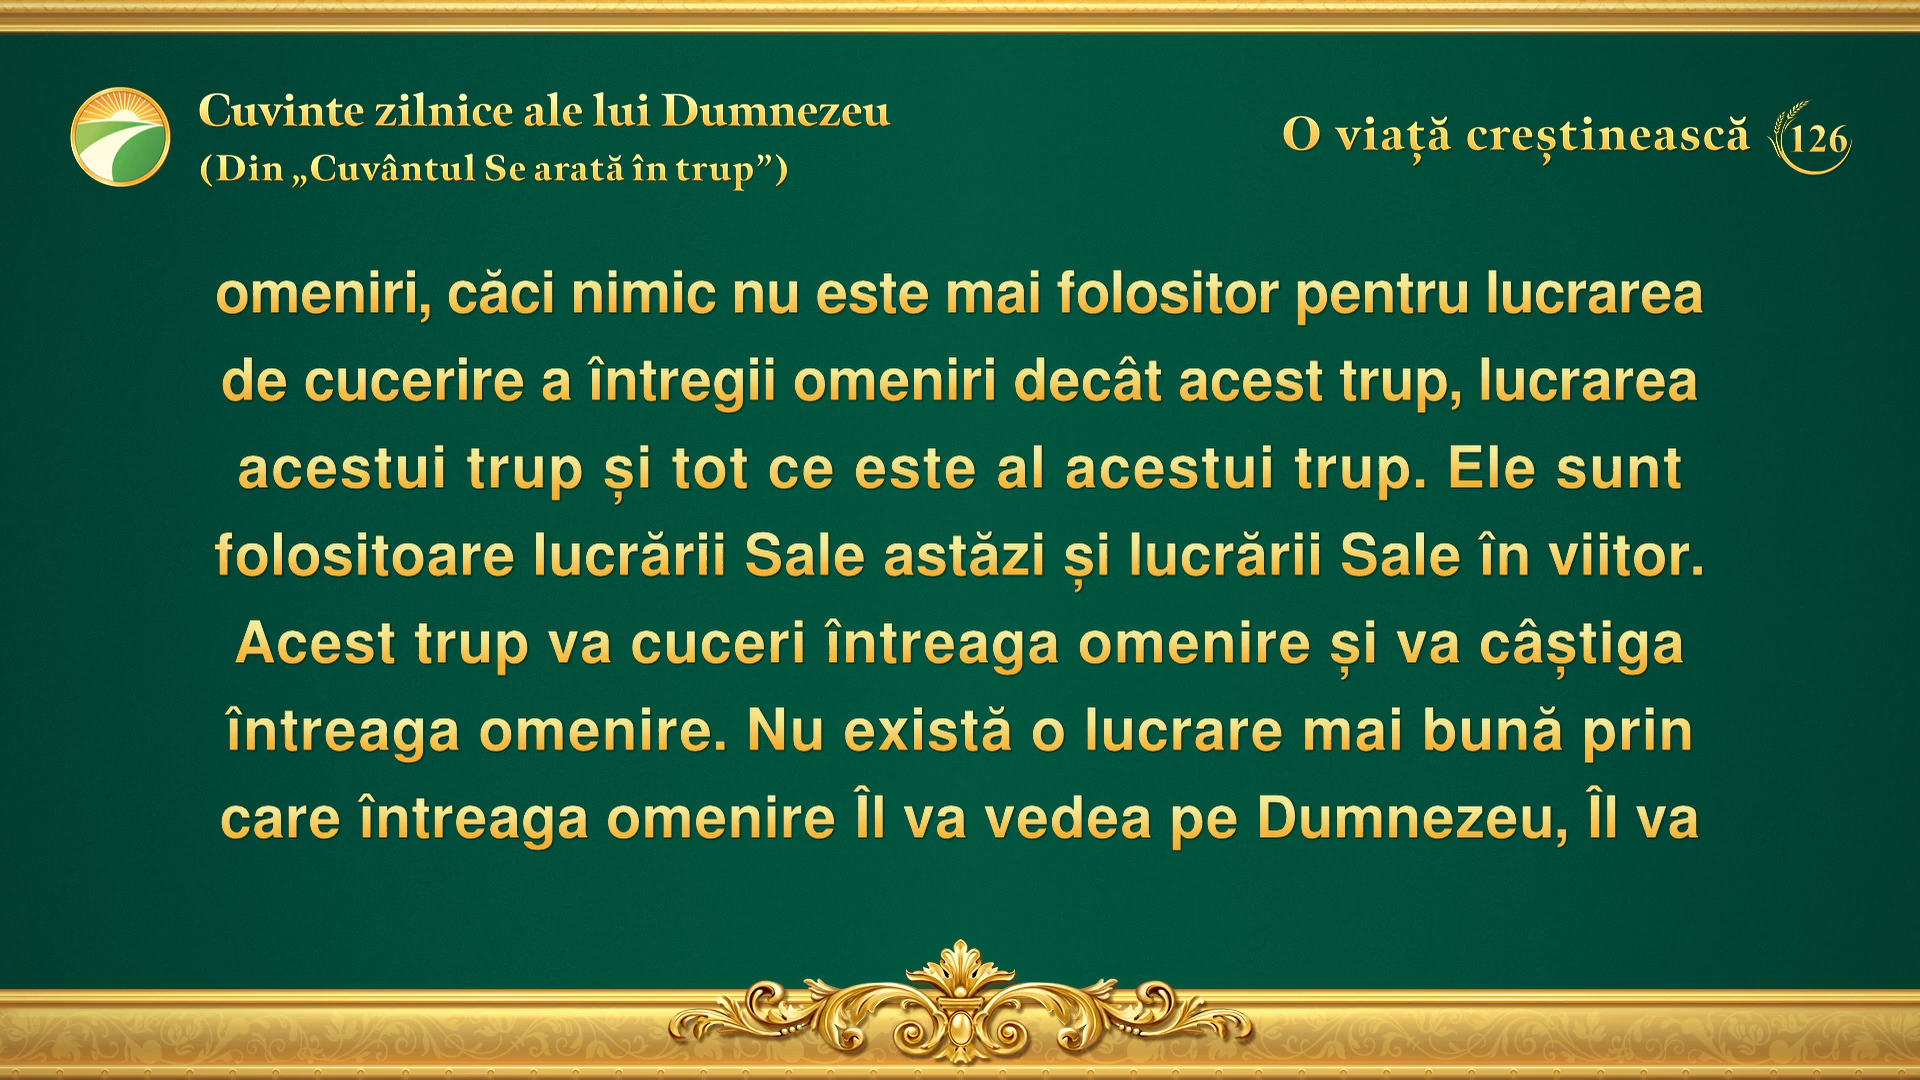 Cuvinte zilnice ale lui Dumnezeu
(Din „Cuvântul Se arată în trup”)
O viață creștinească 126
omeniri, căci nimic nu este mai folositor pentru lucrarea
de cucerire a întregii omeniri decât acest trup, lucrarea
acestui trup și tot ce este al acestui trup. Ele sunt
folositoare lucrării Sale astăzi și lucrării Sale în viitor.
Acest trup va cuceri întreaga omenire și va câștiga
întreaga omenire. Nu există o lucrare mai bună prin
care întreaga omenire Îl va vedea pe Dumnezeu, Îl va